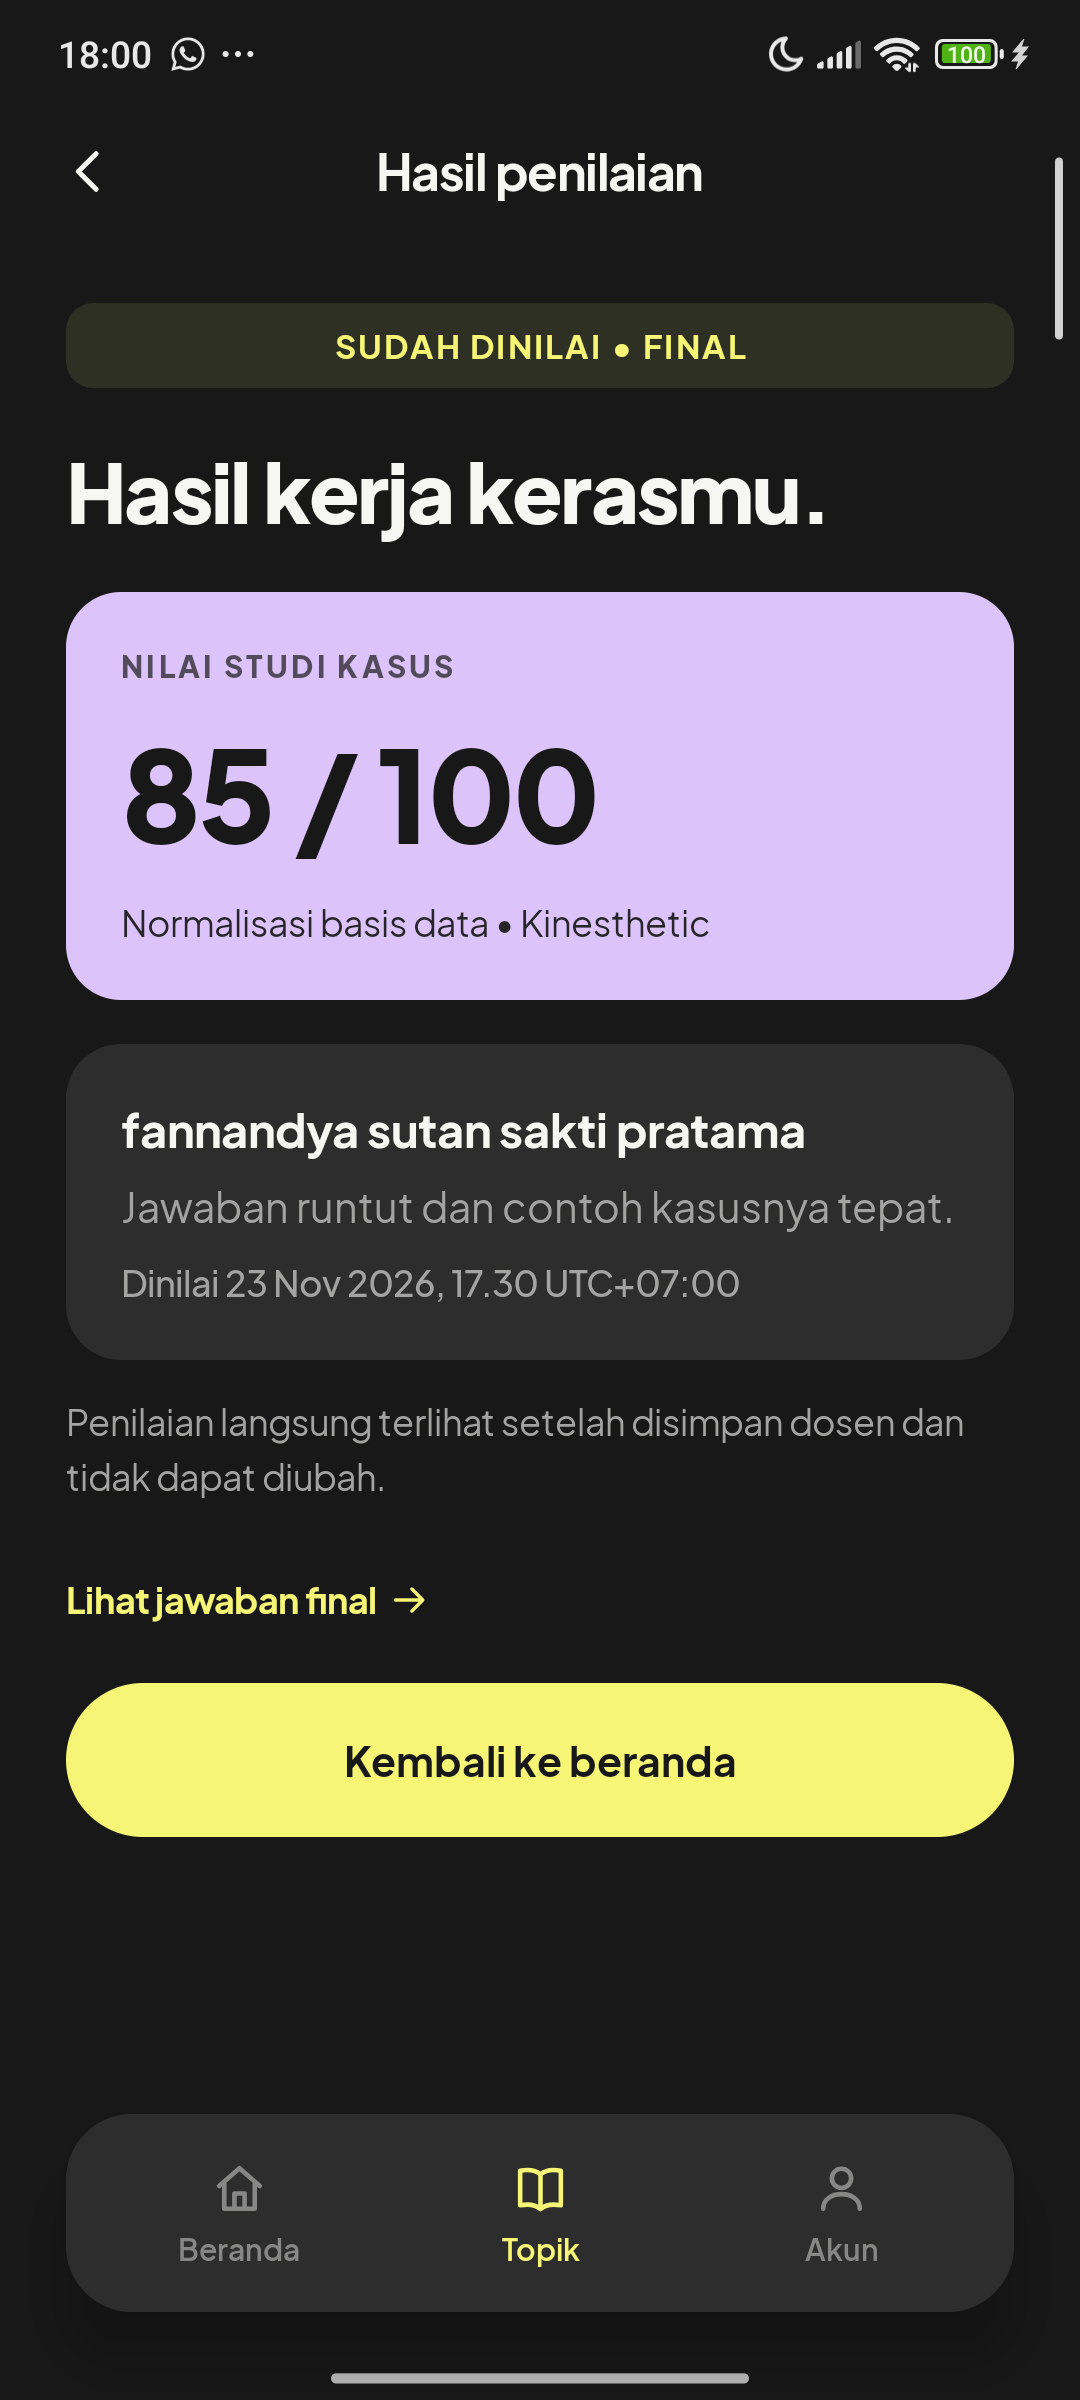 18:00
100
Hasil penilaian
SUDAH DINILAI • FINAL
Hasil kerja kerasmu.
NILAI STUDI KASUS
85 / 100
Normalisasi basis data • Kinesthetic
fannandya sutan sakti pratama
Jawaban runtut dan contoh kasusnya tepat.
Dinilai 23 Nov 2026, 17.30 UTC+07:00
Penilaian langsung terlihat setelah disimpan dosen dan
tidak dapat diubah.
Lihat jawaban final →
Kembali ke beranda
Beranda
Topik
Akun